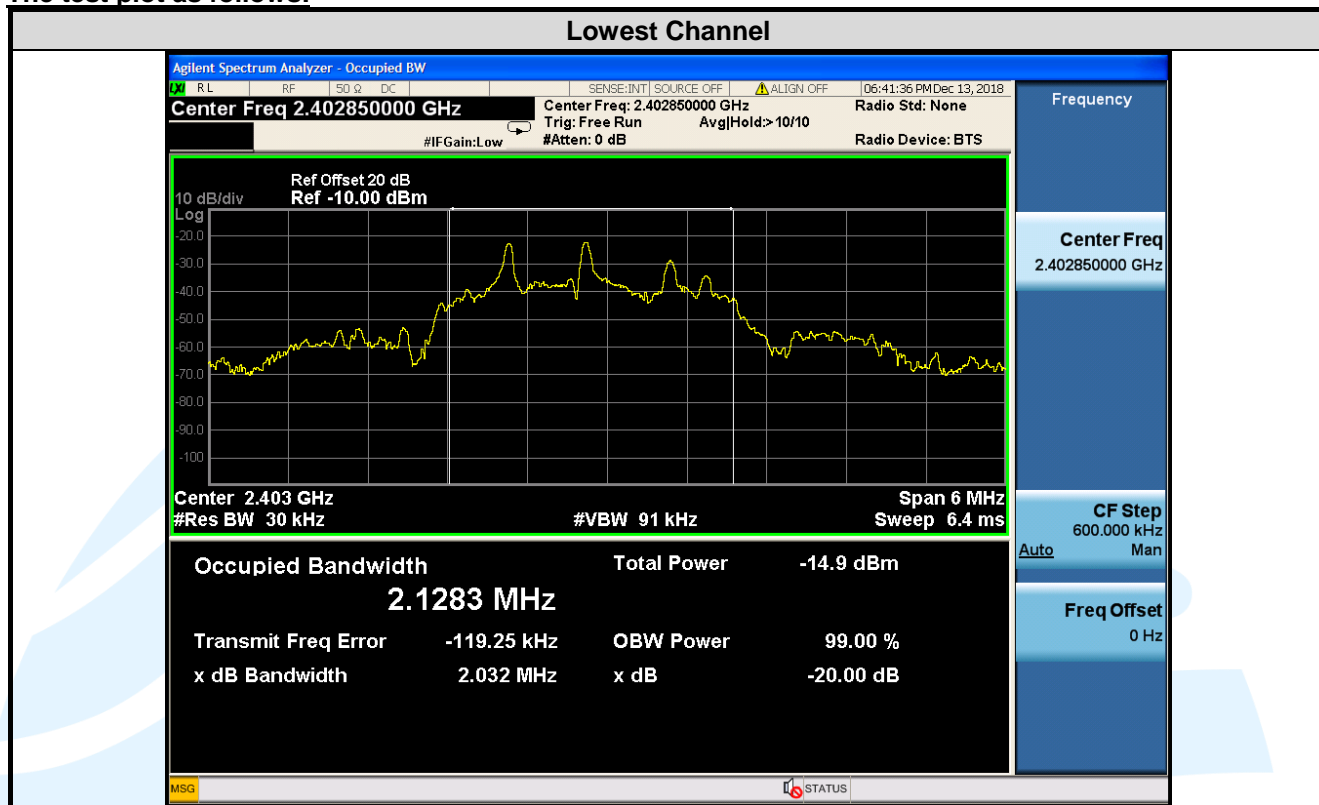 The test plot as follows:
Lowest Channel
Agilent Spectrum Analyzer - Occupied BW
LXI RL RF 50 Ω DC SENSE:INT SOURCE OFF ALIGN OFF 06:41:36 PM Dec 13, 2018
Center Freq 2.402850000 GHz
Center Freq: 2.402850000 GHz Radio Std: None
Trig: Free Run Avg|Hold:> 10/10
#IFGain:Low #Atten: 0 dB Radio Device: BTS
Frequency
Ref Offset 20 dB
10 dB/div Ref -10.00 dBm
Log
-20.0
-30.0
-40.0
-50.0
-60.0
-70.0
-80.0
-90.0
-100
Center 2.403 GHz Span 6 MHz
#Res BW 30 kHz #VBW 91 kHz Sweep 6.4 ms
Occupied Bandwidth Total Power -14.9 dBm
2.1283 MHz
Transmit Freq Error -119.25 kHz OBW Power 99.00 %
x dB Bandwidth 2.032 MHz x dB -20.00 dB
Center Freq
2.402850000 GHz
CF Step
600.000 kHz
Auto Man
Freq Offset
0 Hz
MSG STATUS